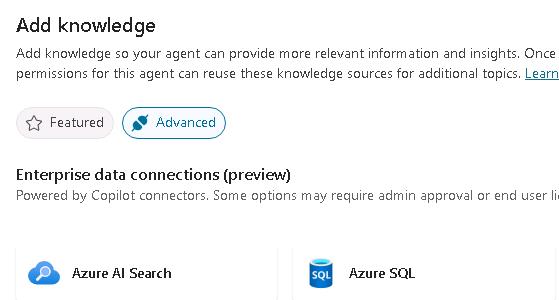 Add knowledge
Add knowledge so your agent can provide more relevant information and insights. Once
permissions for this agent can reuse these knowledge sources for additional topics. Learn
Featured
Advanced
Enterprise data connections (preview)
Powered by Copilot connectors. Some options may require admin approval or end user li
Azure AI Search
SQL
Azure SQL